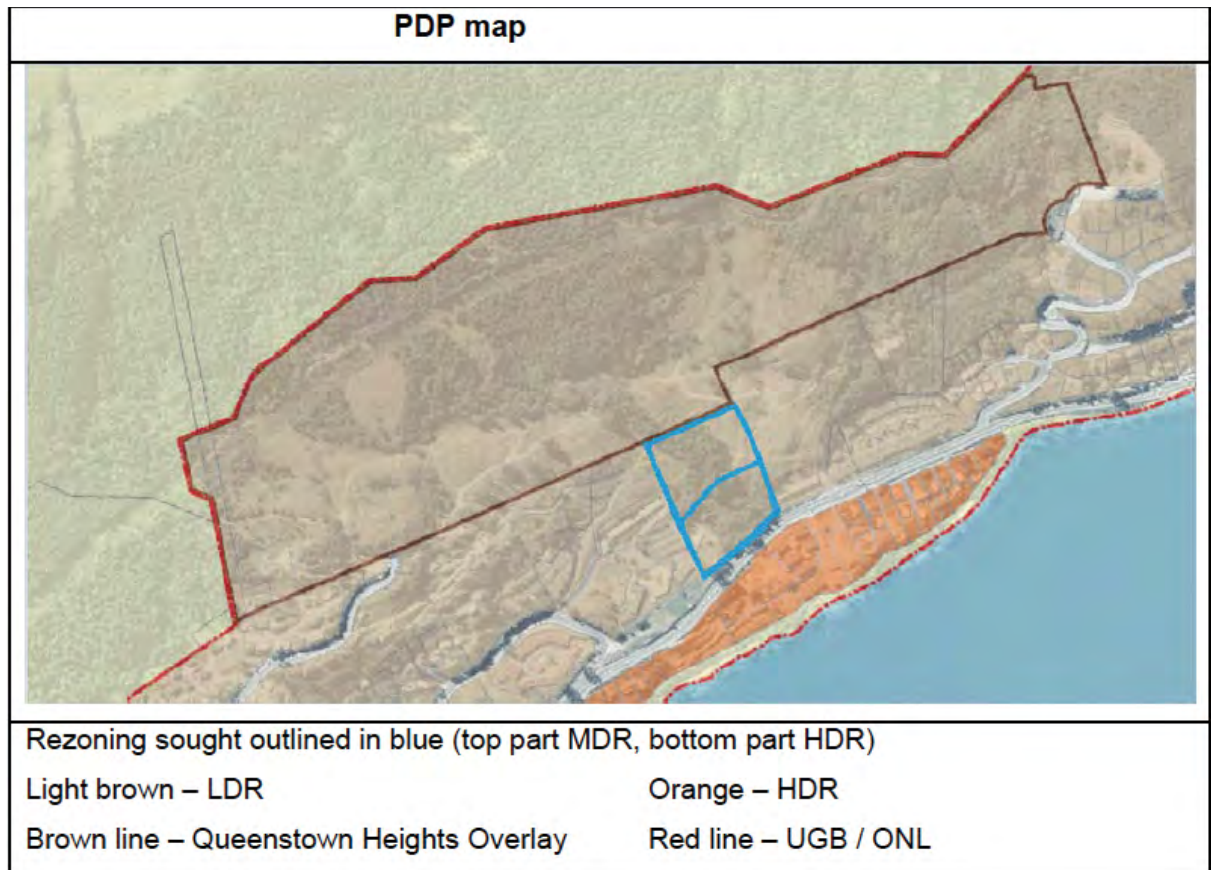 PDP map
Rezoning sought outlined in blue (top part MDR, bottom part HDR)
Light brown – LDR
Orange – HDR
Brown line – Queenstown Heights Overlay
Red line – UGB / ONL